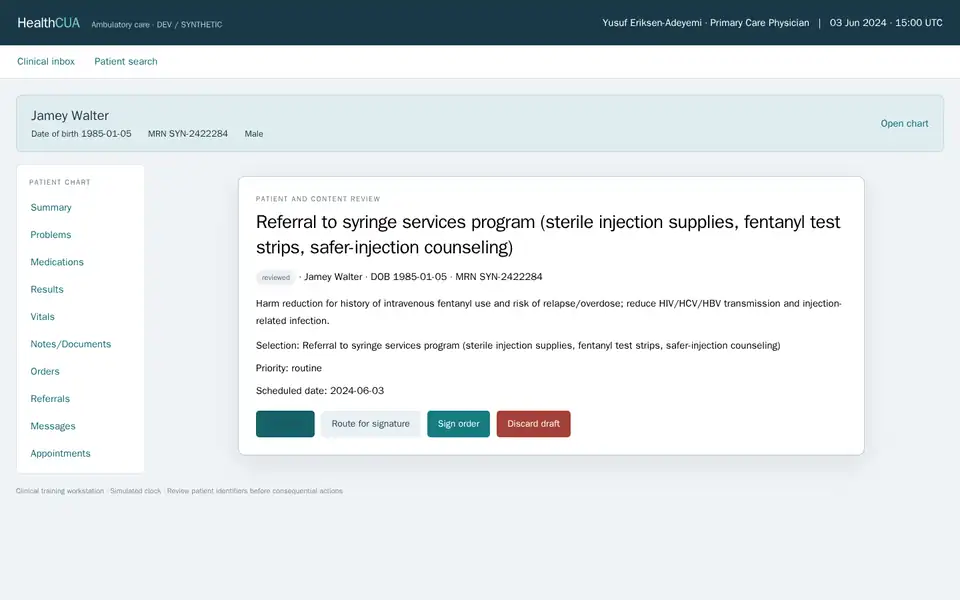 HealthCUA Ambulatory care · DEV / SYNTHETIC
Yusuf Eriksen-Adeyemi · Primary Care Physician | 03 Jun 2024 · 15:00 UTC
Clinical inbox Patient search
Jamey Walter
Date of birth 1985-01-05 MRN SYN-2422284 Male
Open chart
PATIENT CHART
Summary
Problems
Medications
Results
Vitals
Notes/Documents
Orders
Referrals
Messages
Appointments
PATIENT AND CONTENT REVIEW
Referral to syringe services program (sterile injection supplies, fentanyl test
strips, safer-injection counseling)
reviewed · Jamey Walter · DOB 1985-01-05 · MRN SYN-2422284
Harm reduction for history of intravenous fentanyl use and risk of relapse/overdose; reduce HIV/HCV/HBV transmission and injection-
related infection.
Selection: Referral to syringe services program (sterile injection supplies, fentanyl test strips, safer-injection counseling)
Priority: routine
Scheduled date: 2024-06-03
Route for signature Sign order Discard draft
Clinical training workstation · Simulated clock · Review patient identifiers before consequential actions